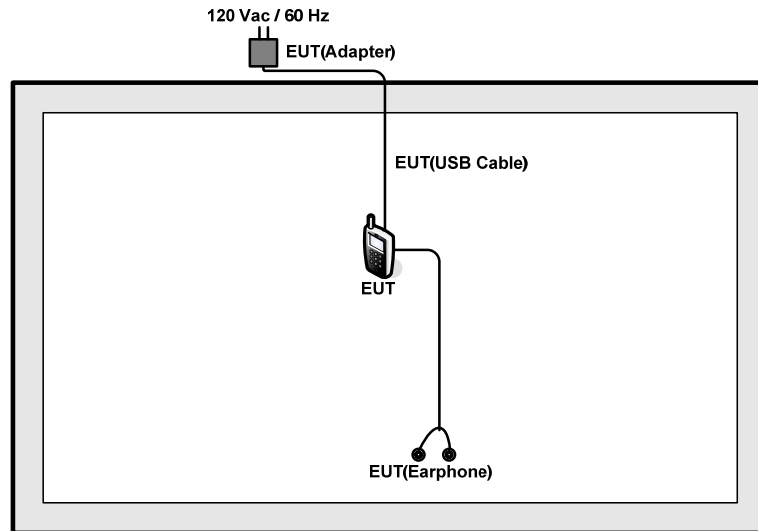 120 Vac / 60 Hz
EUT(Adapter)
EUT(USB Cable)
EUT
EUT(Earphone)